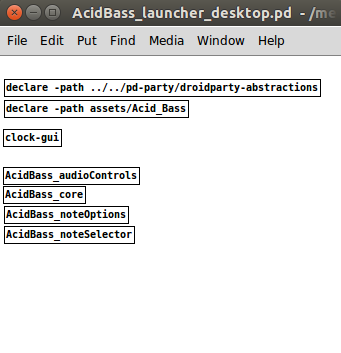 AcidBass_launcher_desktop.pd - /me
File Edit Put Find Media Window Help
declare -path ../../pd-party/droidparty-abstractions
declare -path assets/Acid_Bass
clock-gui
AcidBass_audioControls
AcidBass_core
AcidBass_noteOptions
AcidBass_noteSelector